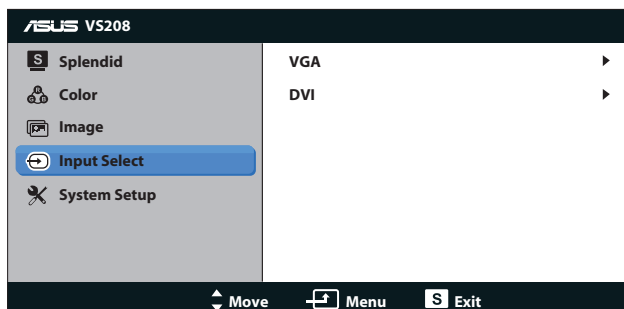 ASUS VS208
S Splendid
VGA
R G B Color
DVI
Image
Input Select
System Setup
Move Menu S Exit